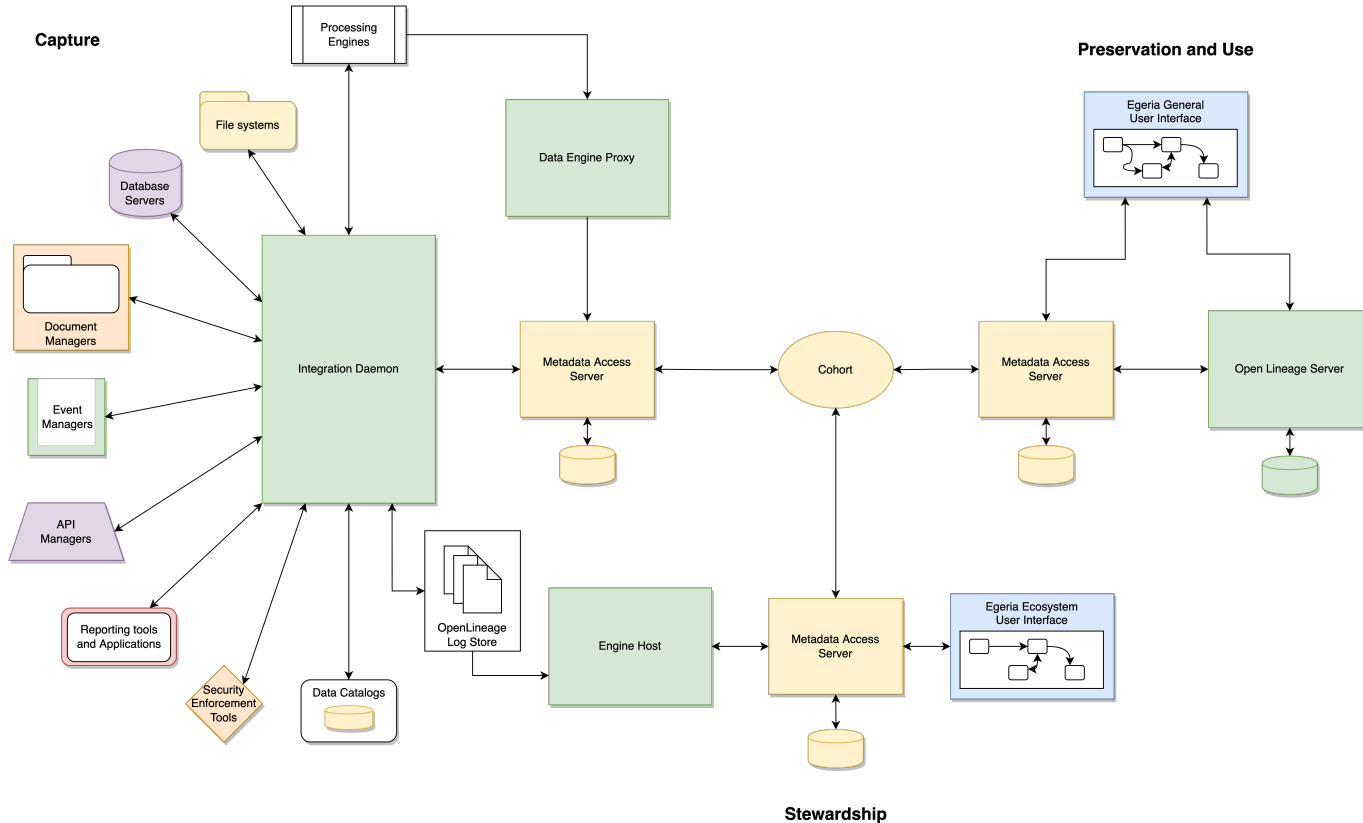 Capture
Processing
Engines
Preservation and Use
File systems
Data Engine Proxy
Egeria General
User Interface
Database
Servers
Document
Managers
Integration Daemon
Metadata Access
Server
Cohort
Metadata Access
Server
Open Lineage Server
Event
Managers
API
Managers
Reporting tools
and Applications
Security
Enforcement
Tools
Data Catalogs
OpenLineage
Log Store
Engine Host
Metadata Access
Server
Egeria Ecosystem
User Interface
Stewardship